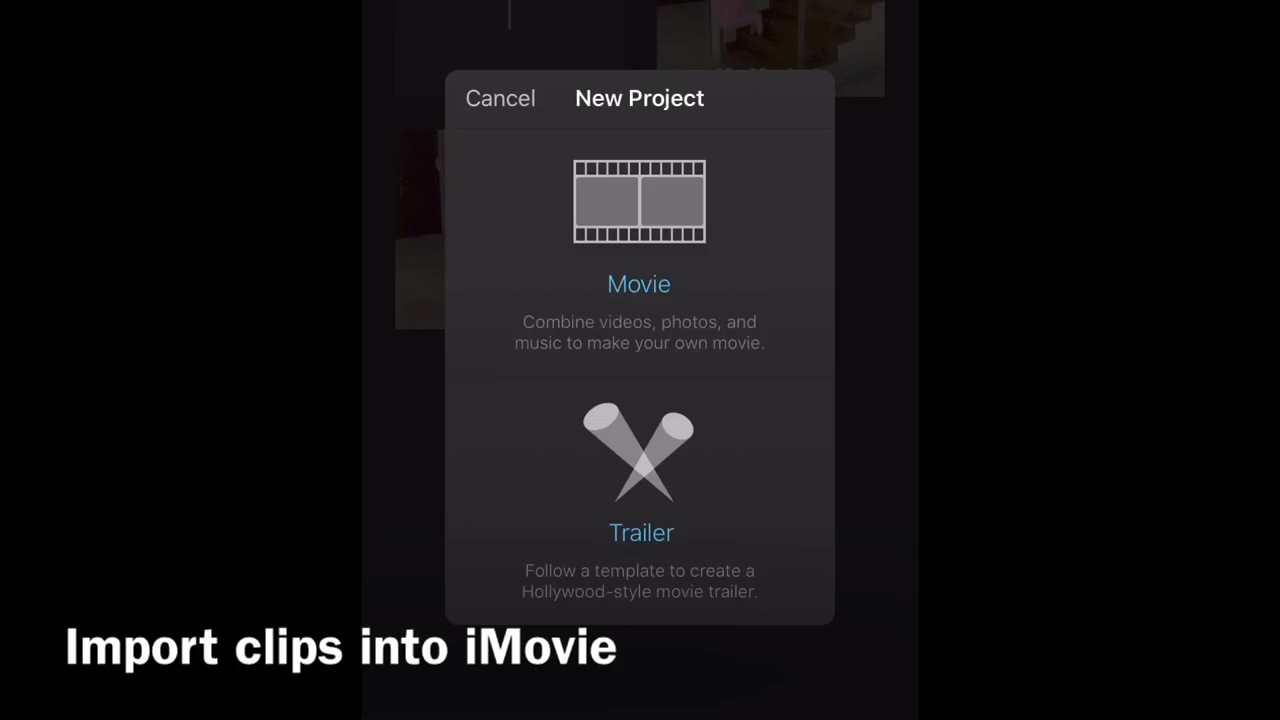 Cancel New Project
Movie
Combine videos, photos, and
music to make your own movie.
Trailer
Follow a template to create a
Hollywood-style movie trailer.
Import clips into iMovie